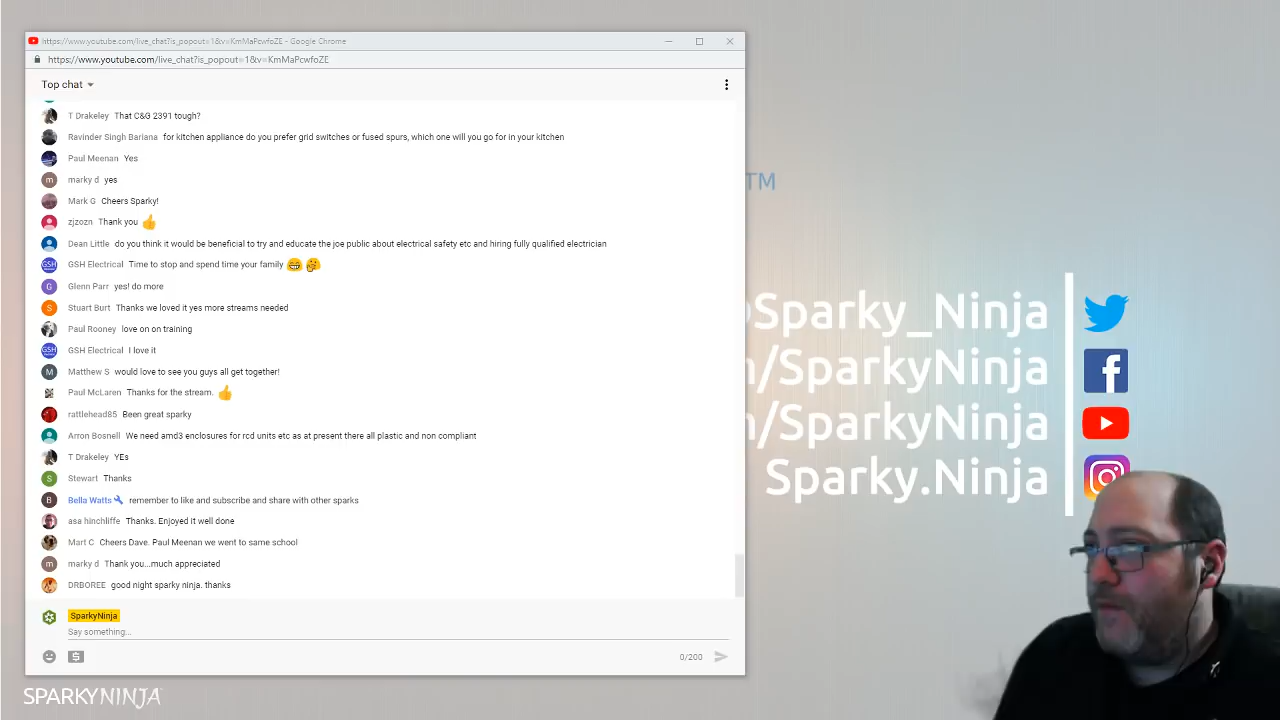 https://www.youtube.com/live_chat?is_popout=1&v=KmMaPcwfoZE - Google Chrome
https://www.youtube.com/live_chat?is_popout=1&v=KmMaPcwfoZE
Top chat
T Drakeley That C&G 2391 tough?
Ravinder Singh Bariana for kitchen appliance do you prefer grid switches or fused spurs, which one will you go for in your kitchen
Paul Meenan Yes
m marky d yes
Mark G Cheers Sparky!
zjzozn Thank you 👍
Dean Little do you think it would be beneficial to try and educate the joe public about electrical safety etc and hiring fully qualified electrician
GSH GSH Electrical Time to stop and spend time your family 😁 🤔
G Glenn Parr yes! do more
S Stuart Burt Thanks we loved it yes more streams needed
Paul Rooney love on on training
GSH GSH Electrical I love it
M Matthew S would love to see you guys all get together!
Paul McLaren Thanks for the stream. 👍
rattlehead85 Been great sparky
Arron Bosnell We need amd3 enclosures for rcd units etc as at present there all plastic and non compliant
T Drakeley YEs
S Stewart Thanks
B Bella Watts remember to like and subscribe and share with other sparks
asa hinchliffe Thanks. Enjoyed it well done
Mart C Cheers Dave. Paul Meenan we went to same school
m marky d Thank you...much appreciated
DRBOREE good night sparky ninja. thanks
SparkyNinja
Say something...
0/200
TM
@Sparky_Ninja
m/SparkyNinja
m/SparkyNinja
Sparky.Ninja
SPARKYNINJA